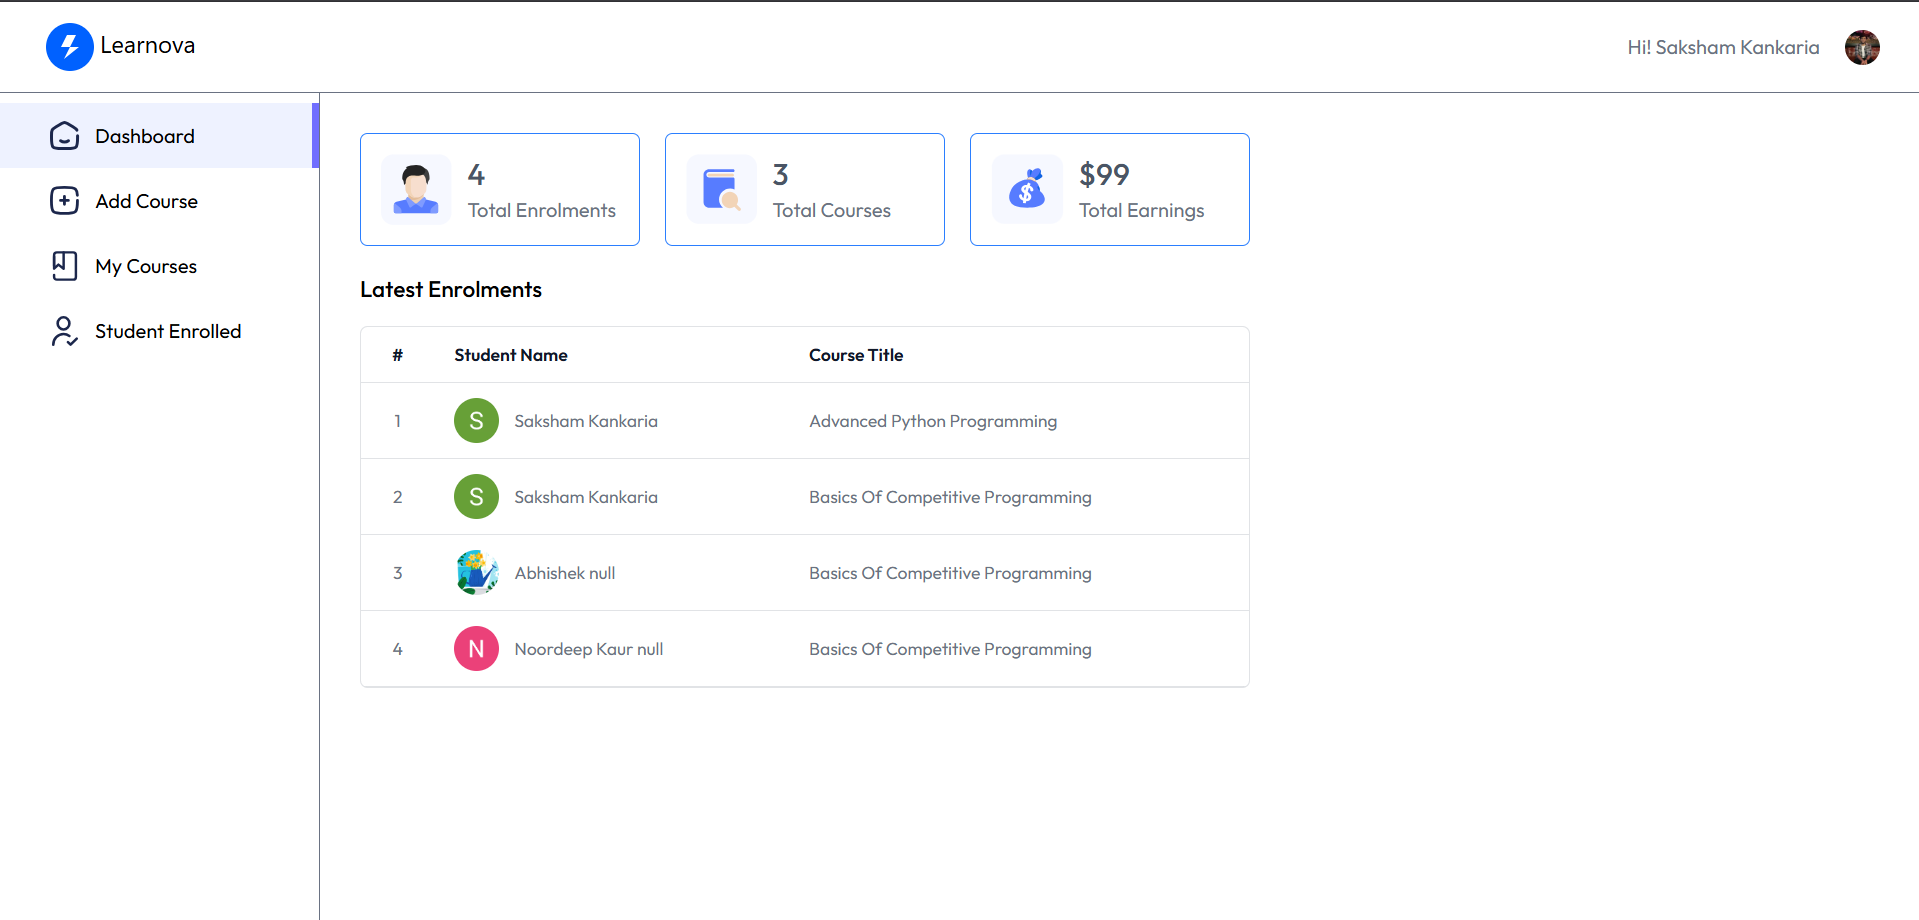 Learnova
Hi! Saksham Kankaria
Dashboard
Add Course
My Courses
Student Enrolled
4
Total Enrolments
3
Total Courses
$99
Total Earnings
Latest Enrolments
# Student Name Course Title
1 S Saksham Kankaria Advanced Python Programming
2 S Saksham Kankaria Basics Of Competitive Programming
3 Abhishek null Basics Of Competitive Programming
4 N Noordeep Kaur null Basics Of Competitive Programming